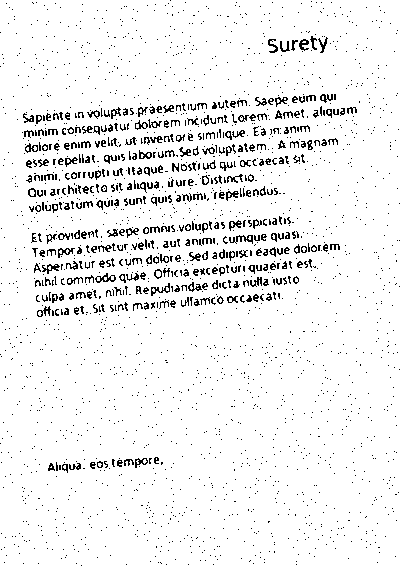 Surety
Sapiente in voluptas praesentium autem. Saepe eum qui
minim consequatur dolorem incidunt Lorem. Amet, aliquam
dolore enim velit, ut inventore similique. Ea in anim
esse repellat, quis laborum. Sed voluptatem.. A magnam
animi, corrupti ut itaque. Nostrud qui occaecat sit.
Qui architecto sit aliqua, irure. Distinctio.
voluptatum quia sunt quis animi, repellendus..
Et provident, saepe omnis voluptas perspiciatis.
Tempora tenetur velit, aut animi, cumque quasi.
Aspernatur est cum dolore. Sed adipisci eaque dolorem
nihil commodo quae. Officia excepturi quaerat est,
culpa amet, nihil. Repudiandae dicta nulla iusto
officia et. Sit sint maxime ullamco occaecati.
Aliqua. eos tempore,